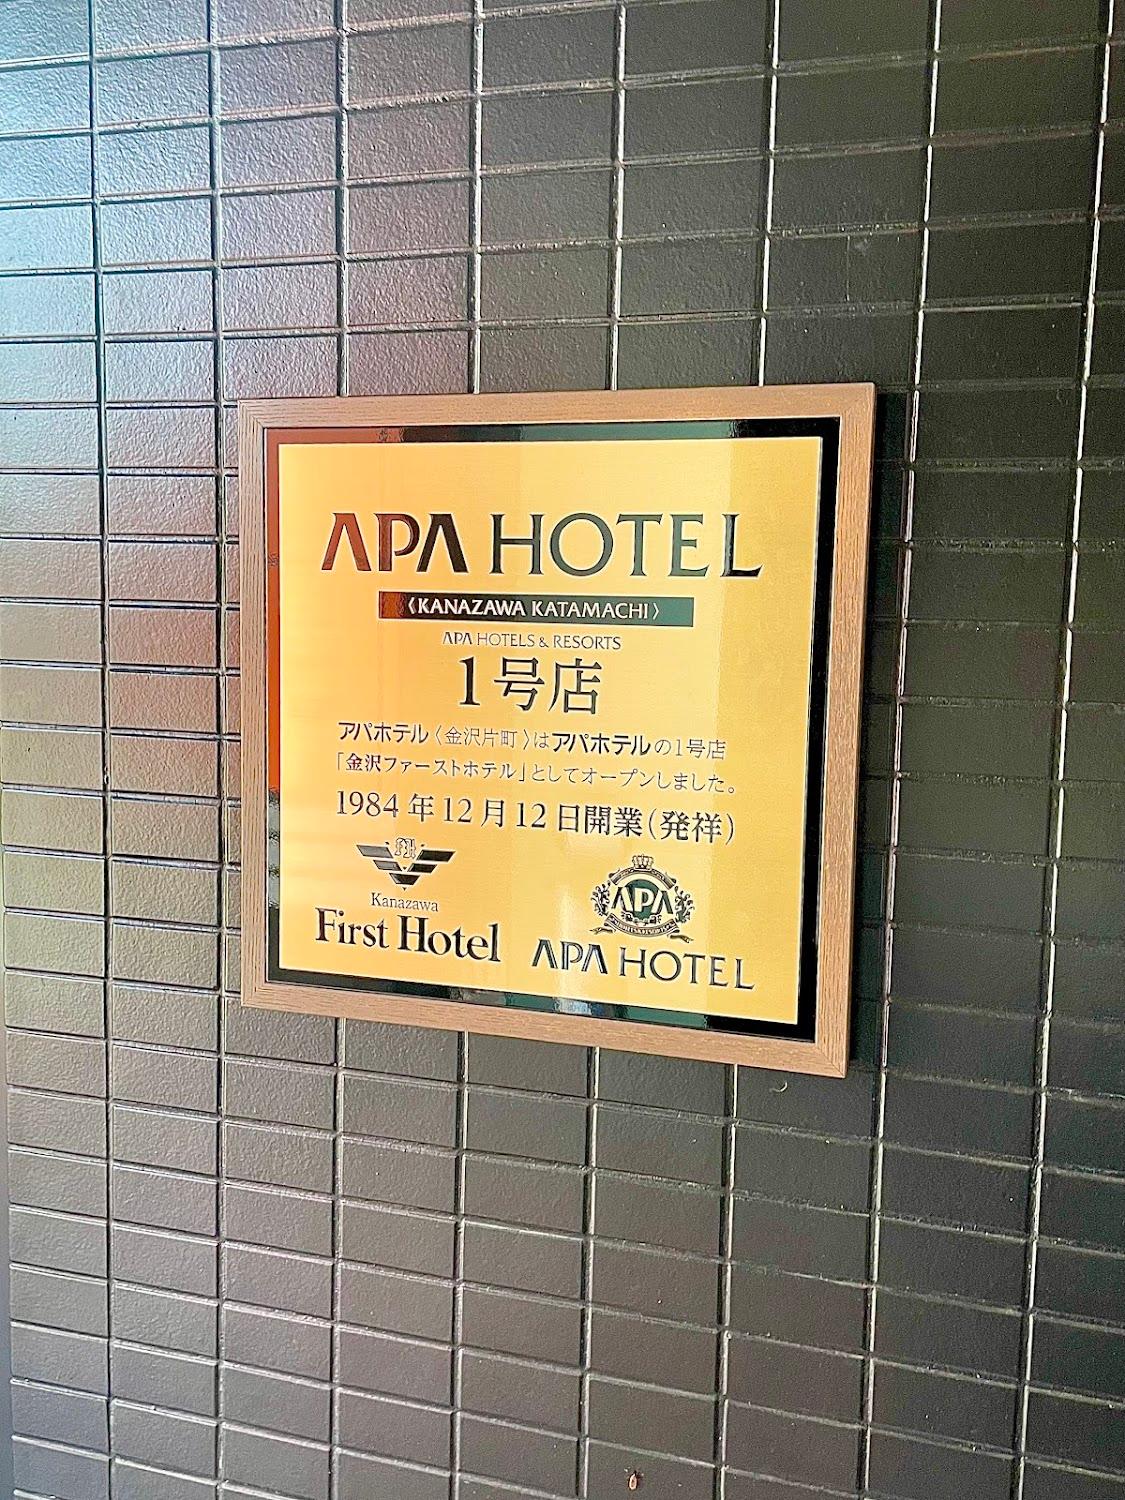 APA HOTEL
〈KANAZAWA KATAMACHI〉
APA HOTELS & RESORTS
1号店
アパホテル〈金沢片町〉はアパホテルの1号店
「金沢ファーストホテル」としてオープンしました。
1984年12月12日開業(発祥)
Kanazawa
First Hotel
APA
APA HOTEL